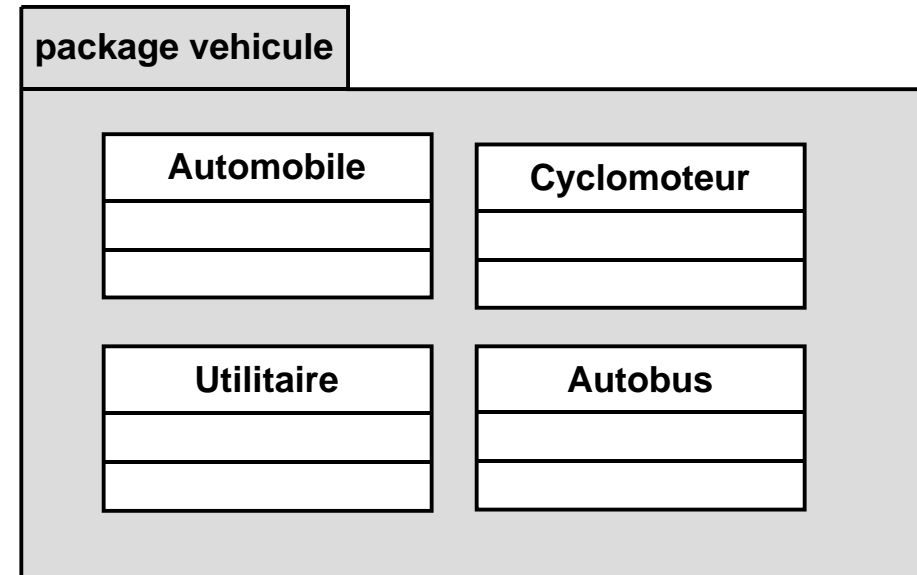 package vehicule
Automobile
Cyclomoteur
Utilitaire
Autobus